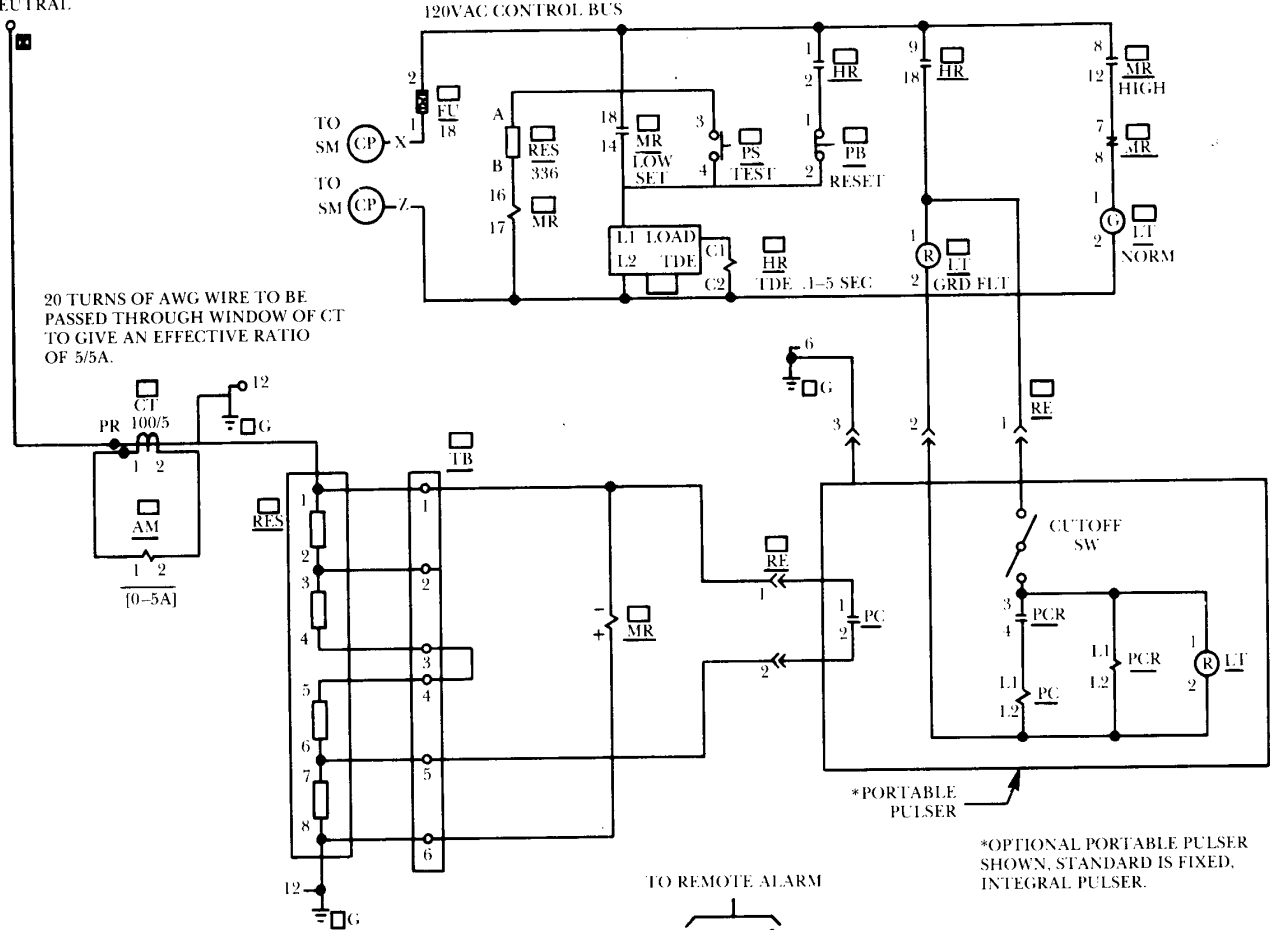 EUTRAL
120VAC CONTROL BUS
2
FU
18
1
TO
SM
CP
X
TO
SM
CP
Z
A
RES
336
B
16
MR
17
18
MR
14
LOW
SET
3
PS
TEST
4
1
HR
2
1
PB
2
RESET
9
HR
18
8
MR
12
HIGH
7
MR
8
1
G
LT
2
NORM
L1 LOAD
L2 TDE
C1
C2
HR
TDE .1–5 SEC
1
R
LT
2
GRD FLT
20 TURNS OF AWG WIRE TO BE
PASSED THROUGH WINDOW OF CT
TO GIVE AN EFFECTIVE RATIO
OF 5/5A.
CT
100/5
PR
1 2
12
G
AM
1 2
[0–5A]
6
G
3
2
1
RE
RES
1
2
3
4
5
6
7
8
12
G
TB
1
2
3
4
5
6
–
+
MR
RE
1
2
1
PC
2
CUTOFF
SW
3
PCR
4
L1
PC
L2
L1
PCR
L2
1
R
LT
2
*PORTABLE
PULSER
*OPTIONAL PORTABLE PULSER
SHOWN, STANDARD IS FIXED,
INTEGRAL PULSER.
TO REMOTE ALARM